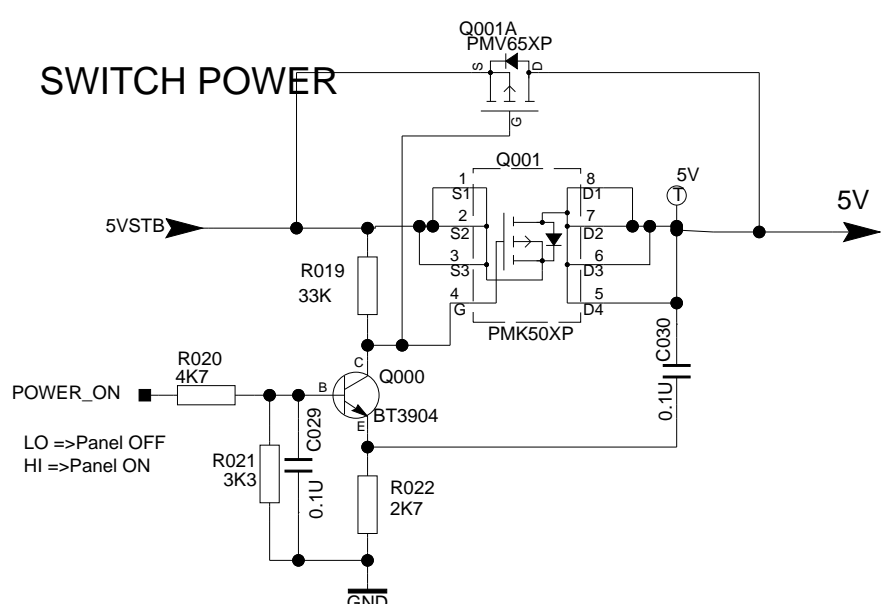 Q001A
PMV65XP
SWITCH POWER
S
D
G
Q001
5V
1
8
T
S1
D1
5V
2
7
5VSTB
S2
D2
3
6
R019
S3
D3
33K
4
5
G
D4
PMK50XP
C030
0.1U
R020
C
Q000
4K7
POWER_ON
B
BT3904
C029
E
LO =>Panel OFF
HI =>Panel ON
R021
3K3
0.1U
R022
2K7
GND